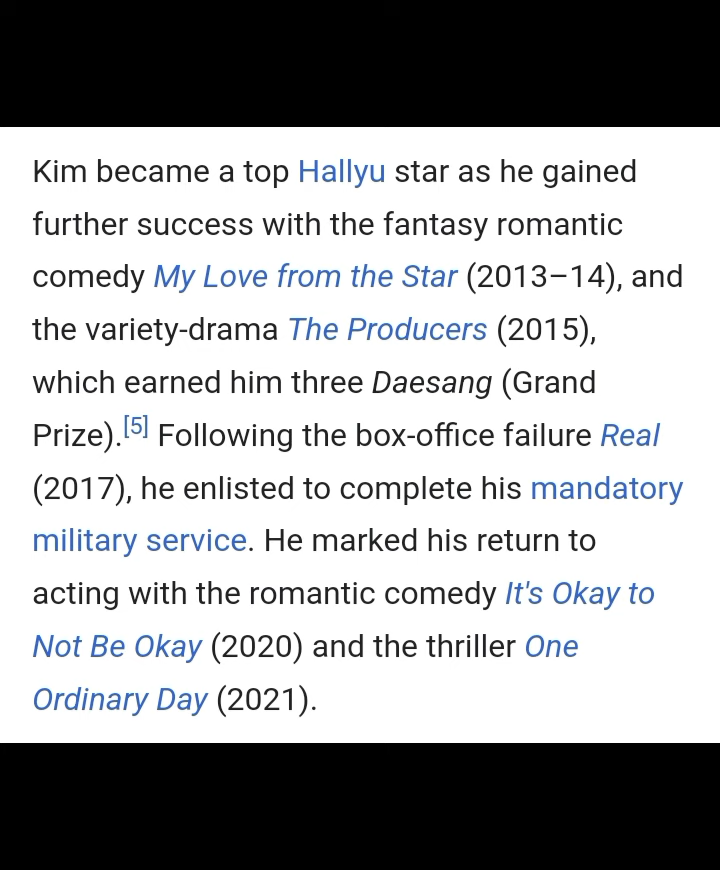 Kim became a top Hallyu star as he gained
further success with the fantasy romantic
comedy My Love from the Star (2013–14), and
the variety-drama The Producers (2015),
which earned him three Daesang (Grand
Prize).[5] Following the box-office failure Real
(2017), he enlisted to complete his mandatory
military service. He marked his return to
acting with the romantic comedy It's Okay to
Not Be Okay (2020) and the thriller One
Ordinary Day (2021).